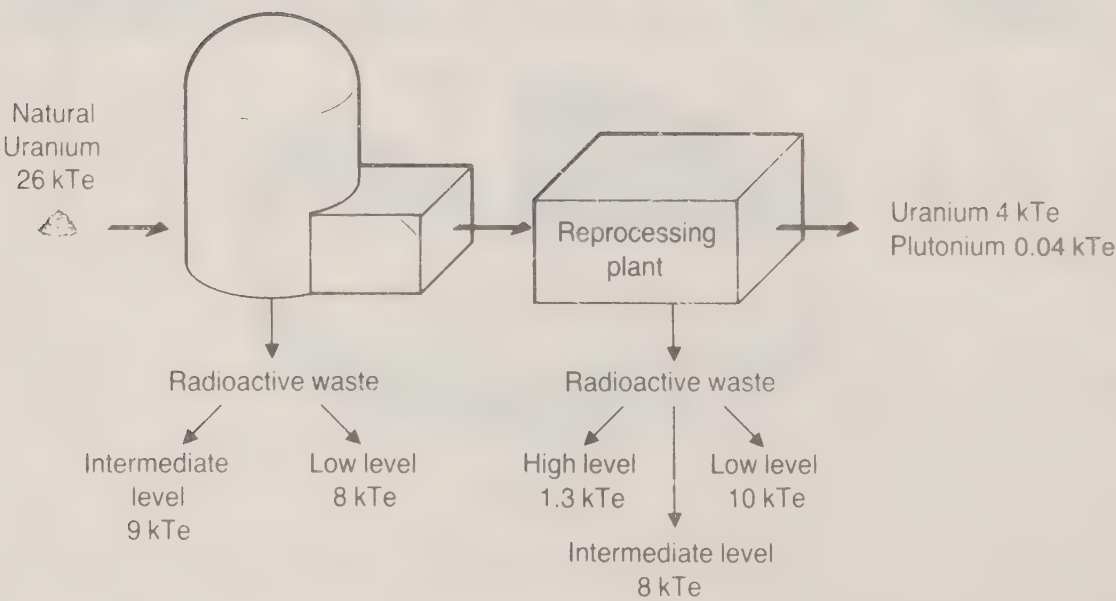 Natural
Uranium
26 kTe
Reprocessing
plant
Uranium 4 kTe
Plutonium 0.04 kTe
Radioactive waste
Intermediate
level
9 kTe
Low level
8 kTe
Radioactive waste
High level
1.3 kTe
Low level
10 kTe
Intermediate level
8 kTe